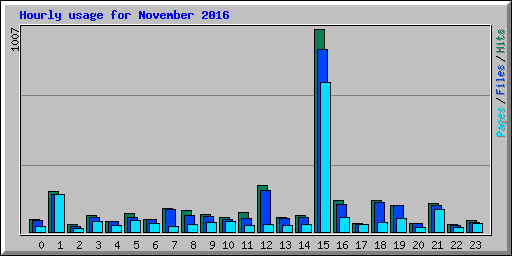 Hourly usage for November 2016
1007
Pages / Files / Hits
0 1 2 3 4 5 6 7 8 9 10 11 12 13 14 15 16 17 18 19 20 21 22 23